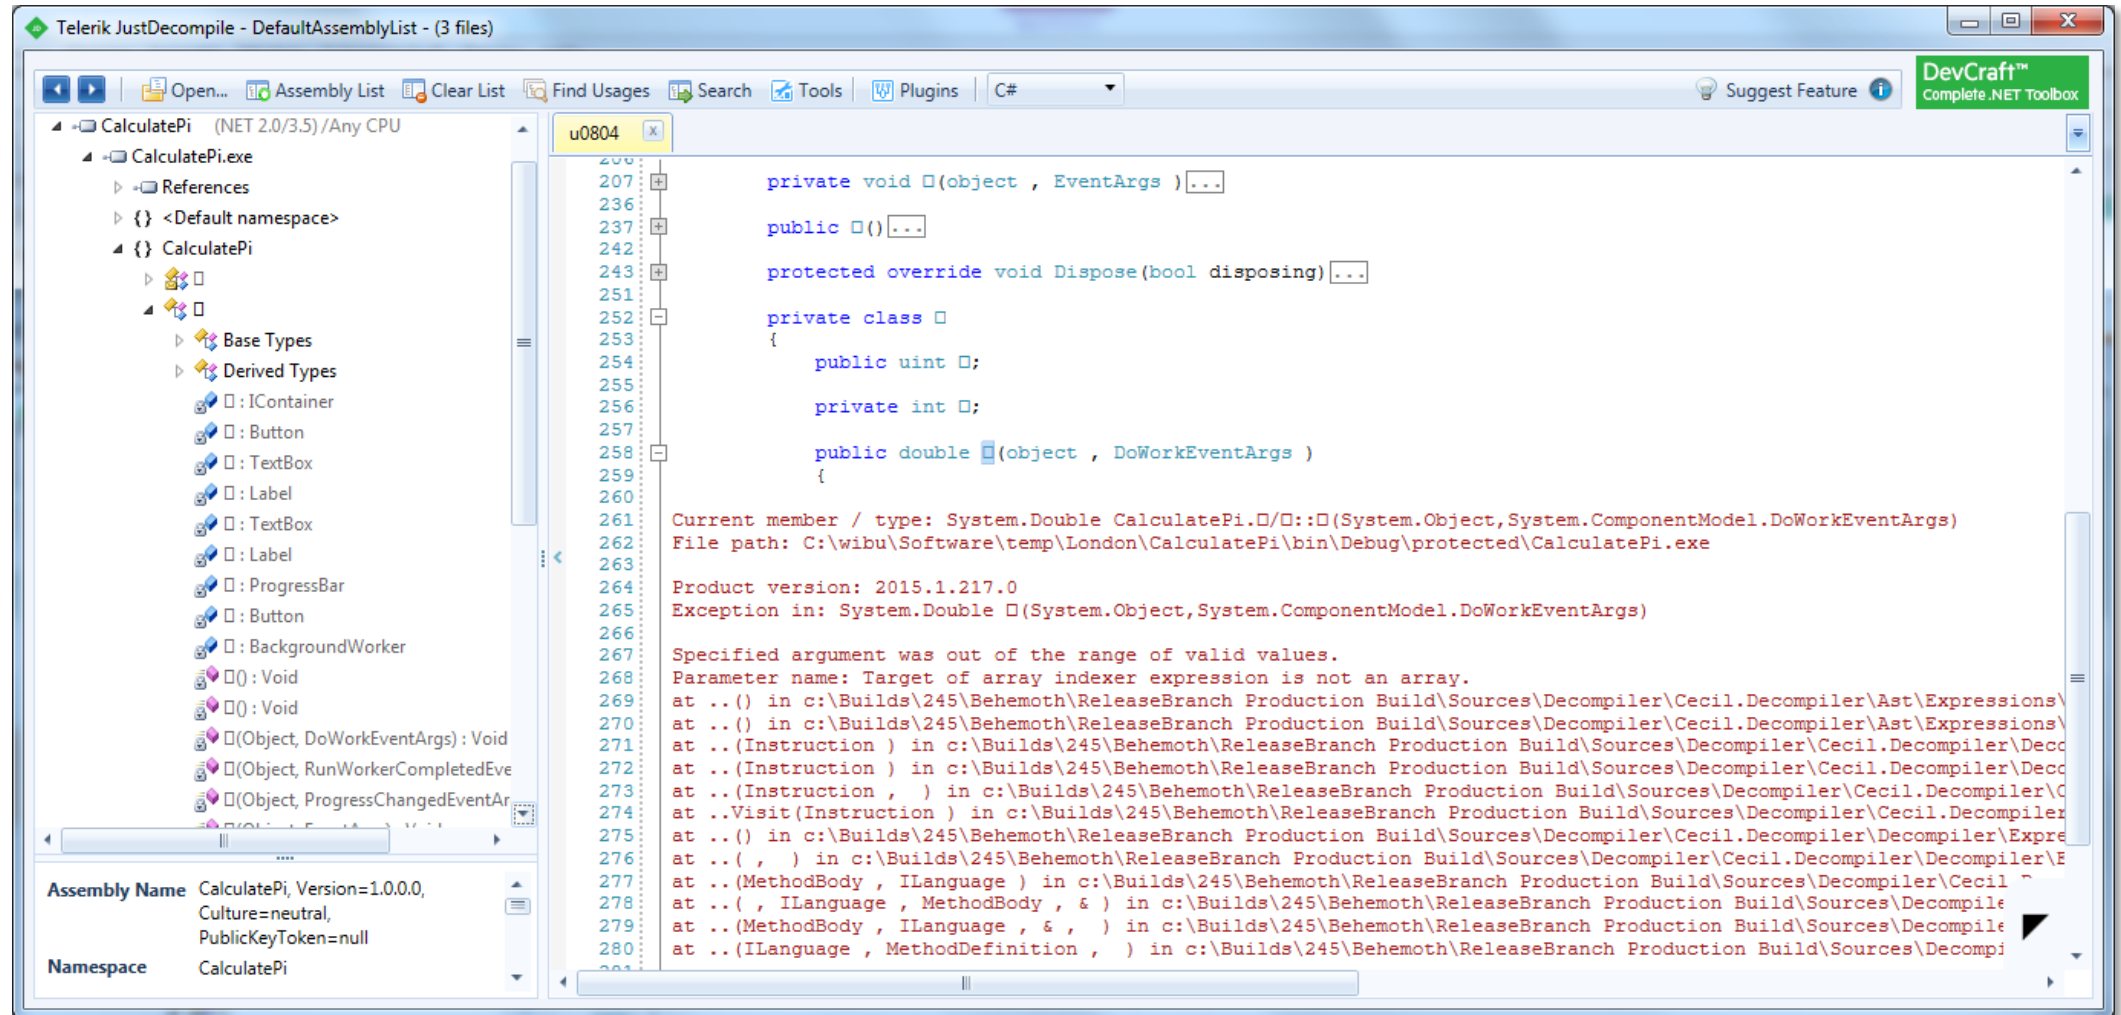 Telerik JustDecompile - DefaultAssemblyList - (3 files)
Open... Assembly List Clear List Find Usages Search Tools Plugins C# Suggest Feature
DevCraft™
Complete .NET Toolbox
CalculatePi (NET 2.0/3.5) /Any CPU
CalculatePi.exe
References
{} <Default namespace>
{} CalculatePi
▯
▯
Base Types
Derived Types
▯ : IContainer
▯ : Button
▯ : TextBox
▯ : Label
▯ : TextBox
▯ : Label
▯ : ProgressBar
▯ : Button
▯ : BackgroundWorker
▯() : Void
▯() : Void
▯(Object, DoWorkEventArgs) : Void
▯(Object, RunWorkerCompletedEve
▯(Object, ProgressChangedEventAr
Assembly Name CalculatePi, Version=1.0.0.0,
Culture=neutral,
PublicKeyToken=null
Namespace CalculatePi
u0804
206
207 private void ▯(object , EventArgs )...
236
237 public ▯()...
242
243 protected override void Dispose(bool disposing)...
251
252 private class ▯
253 {
254 public uint ▯;
255
256 private int ▯;
257
258 public double ▯(object , DoWorkEventArgs )
259 {
260
261 Current member / type: System.Double CalculatePi.▯/▯::▯(System.Object,System.ComponentModel.DoWorkEventArgs)
262 File path: C:\wibu\Software\temp\London\CalculatePi\bin\Debug\protected\CalculatePi.exe
263
264 Product version: 2015.1.217.0
265 Exception in: System.Double ▯(System.Object,System.ComponentModel.DoWorkEventArgs)
266
267 Specified argument was out of the range of valid values.
268 Parameter name: Target of array indexer expression is not an array.
269 at ..() in c:\Builds\245\Behemoth\ReleaseBranch Production Build\Sources\Decompiler\Cecil.Decompiler\Ast\Expressions\
270 at ..() in c:\Builds\245\Behemoth\ReleaseBranch Production Build\Sources\Decompiler\Cecil.Decompiler\Ast\Expressions\
271 at ..(Instruction ) in c:\Builds\245\Behemoth\ReleaseBranch Production Build\Sources\Decompiler\Cecil.Decompiler\Deco
272 at ..(Instruction ) in c:\Builds\245\Behemoth\ReleaseBranch Production Build\Sources\Decompiler\Cecil.Decompiler\Deco
273 at ..(Instruction , ) in c:\Builds\245\Behemoth\ReleaseBranch Production Build\Sources\Decompiler\Cecil.Decompiler\
274 at ..Visit(Instruction ) in c:\Builds\245\Behemoth\ReleaseBranch Production Build\Sources\Decompiler\Cecil.Decompiler
275 at ..() in c:\Builds\245\Behemoth\ReleaseBranch Production Build\Sources\Decompiler\Cecil.Decompiler\Decompiler\Expre
276 at ..( , ) in c:\Builds\245\Behemoth\ReleaseBranch Production Build\Sources\Decompiler\Cecil.Decompiler\Decompiler\E
277 at ..(MethodBody , ILanguage ) in c:\Builds\245\Behemoth\ReleaseBranch Production Build\Sources\Decompiler\Cecil
278 at ..( , ILanguage , MethodBody , & ) in c:\Builds\245\Behemoth\ReleaseBranch Production Build\Sources\Decompile
279 at ..(MethodBody , ILanguage , & , ) in c:\Builds\245\Behemoth\ReleaseBranch Production Build\Sources\Decompile
280 at ..(ILanguage , MethodDefinition , ) in c:\Builds\245\Behemoth\ReleaseBranch Production Build\Sources\Decompi